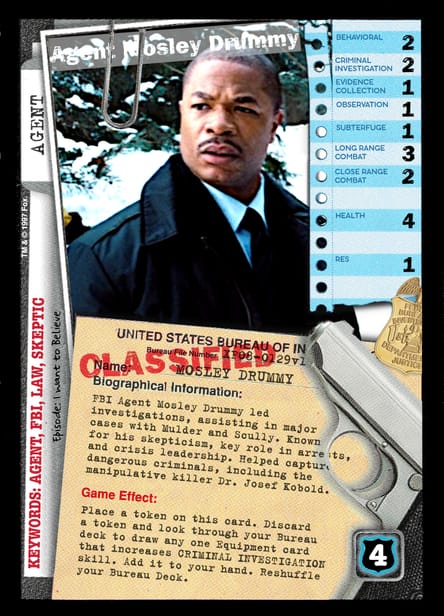 Agent Mosley Drummy
BEHAVIORAL 2
CRIMINAL INVESTIGATION 2
EVIDENCE COLLECTION 1
OBSERVATION 1
SUBTERFUGE 1
LONG RANGE COMBAT 3
CLOSE RANGE COMBAT 2
HEALTH 4
RES 1
AGENT
TM & © 1997 Fox.
KEYWORDS: AGENT, FBI, LAW, SKEPTIC
Episode: I Want to Believe
UNITED STATES BUREAU OF IN
Bureau File Number XP08-0129v1
CLASSIFIED
Name: MOSLEY DRUMMY
Biographical Information:
FBI Agent Mosley Drummy led
investigations, assisting in major
cases with Mulder and Scully. Known
for his skepticism, key role in arrests,
and crisis leadership. Helped capture
dangerous criminals, including the
manipulative killer Dr. Josef Kobold.
Game Effect:
Place a token on this card. Discard
a token and look through your Bureau
deck to draw any one Equipment card
that increases CRIMINAL INVESTIGATION
skill. Add it to your hand. Reshuffle
your Bureau Deck.
4